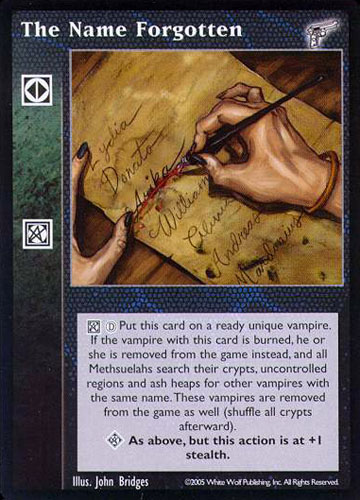 The Name Forgotten
Lydia
Donato
Anika
William
Gianni
Andreas
D Put this card on a ready unique vampire.
If the vampire with this card is burned, he or
she is removed from the game instead, and all
Methuselahs search their crypts, uncontrolled
regions and ash heaps for other vampires with
the same name. These vampires are removed
from the game as well (shuffle all crypts
afterward).
As above, but this action is at +1
stealth.
Illus. John Bridges
©2005 White Wolf Publishing, Inc. All Rights Reserved.